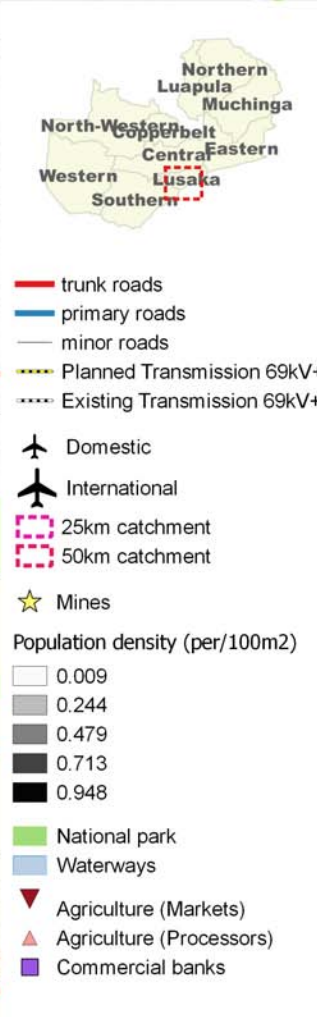 Northern
Luapula
Muchinga
North-Western
Copperbelt
Central
Eastern
Western
Lusaka
Southern
trunk roads
primary roads
minor roads
Planned Transmission 69kV+
Existing Transmission 69kV+
Domestic
International
25km catchment
50km catchment
Mines
Population density (per/100m2)
0.009
0.244
0.479
0.713
0.948
National park
Waterways
Agriculture (Markets)
Agriculture (Processors)
Commercial banks